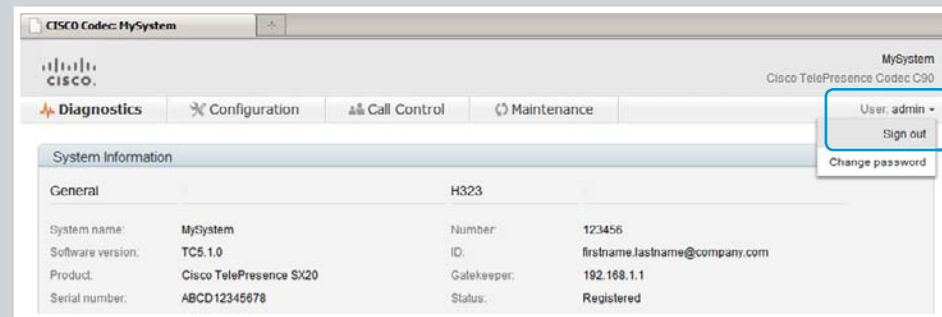 CISCO Codec: MySystem
CISCO.
MySystem
Cisco TelePresence Codec C90
Diagnostics Configuration Call Control Maintenance User: admin
Sign out
Change password
System Information
General H323
System name: MySystem Number: 123456
Software version: TC5.1.0 ID: firstname.lastname@company.com
Product: Cisco TelePresence SX20 Gatekeeper: 192.168.1.1
Serial number: ABCD12345678 Status: Registered